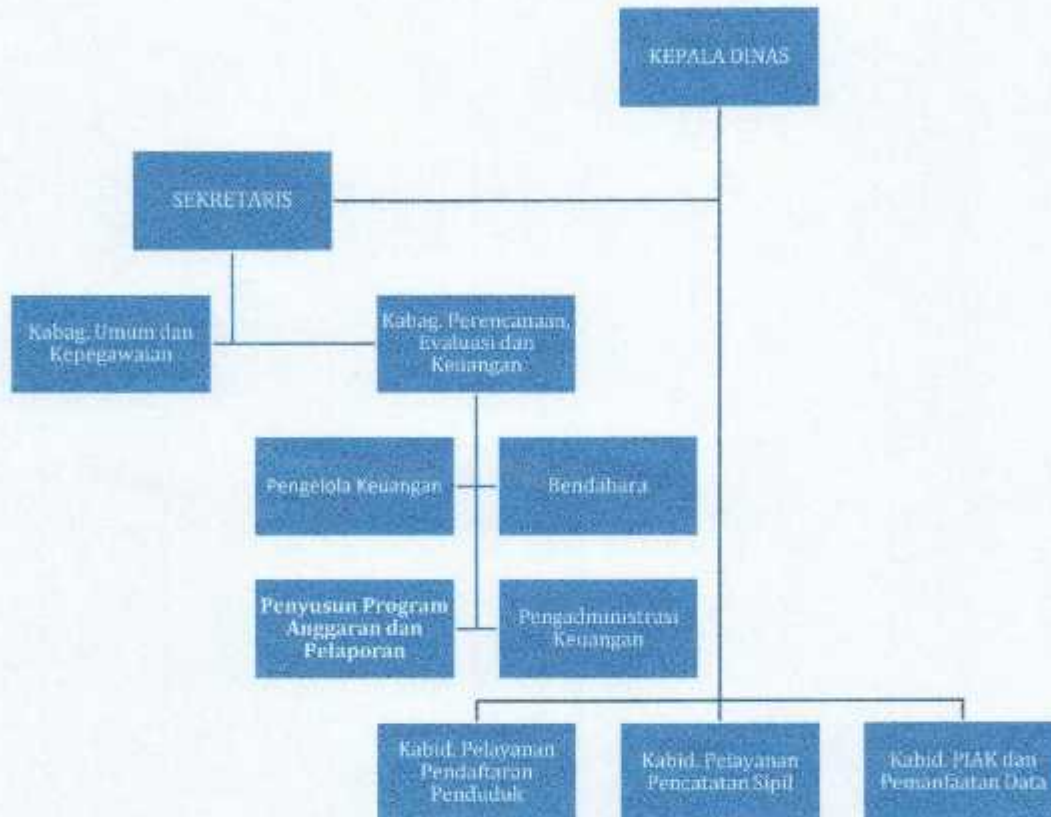 KEPALA DINAS
SEKRETARIS
Kabag. Umum dan
Kepegawaian
Kabag. Perencanaan,
Evaluasi dan
Keuangan
Pengelola Keuangan
Bendahara
Penyusun Program
Anggaran dan
Pelaporan
Pengadministrasi
Keuangan
Kabid. Pelayanan
Pendaftaran
Penduduk
Kabid. Pelayanan
Pencatatan Sipil
Kabid. PIAK dan
Pemanfaatan Data